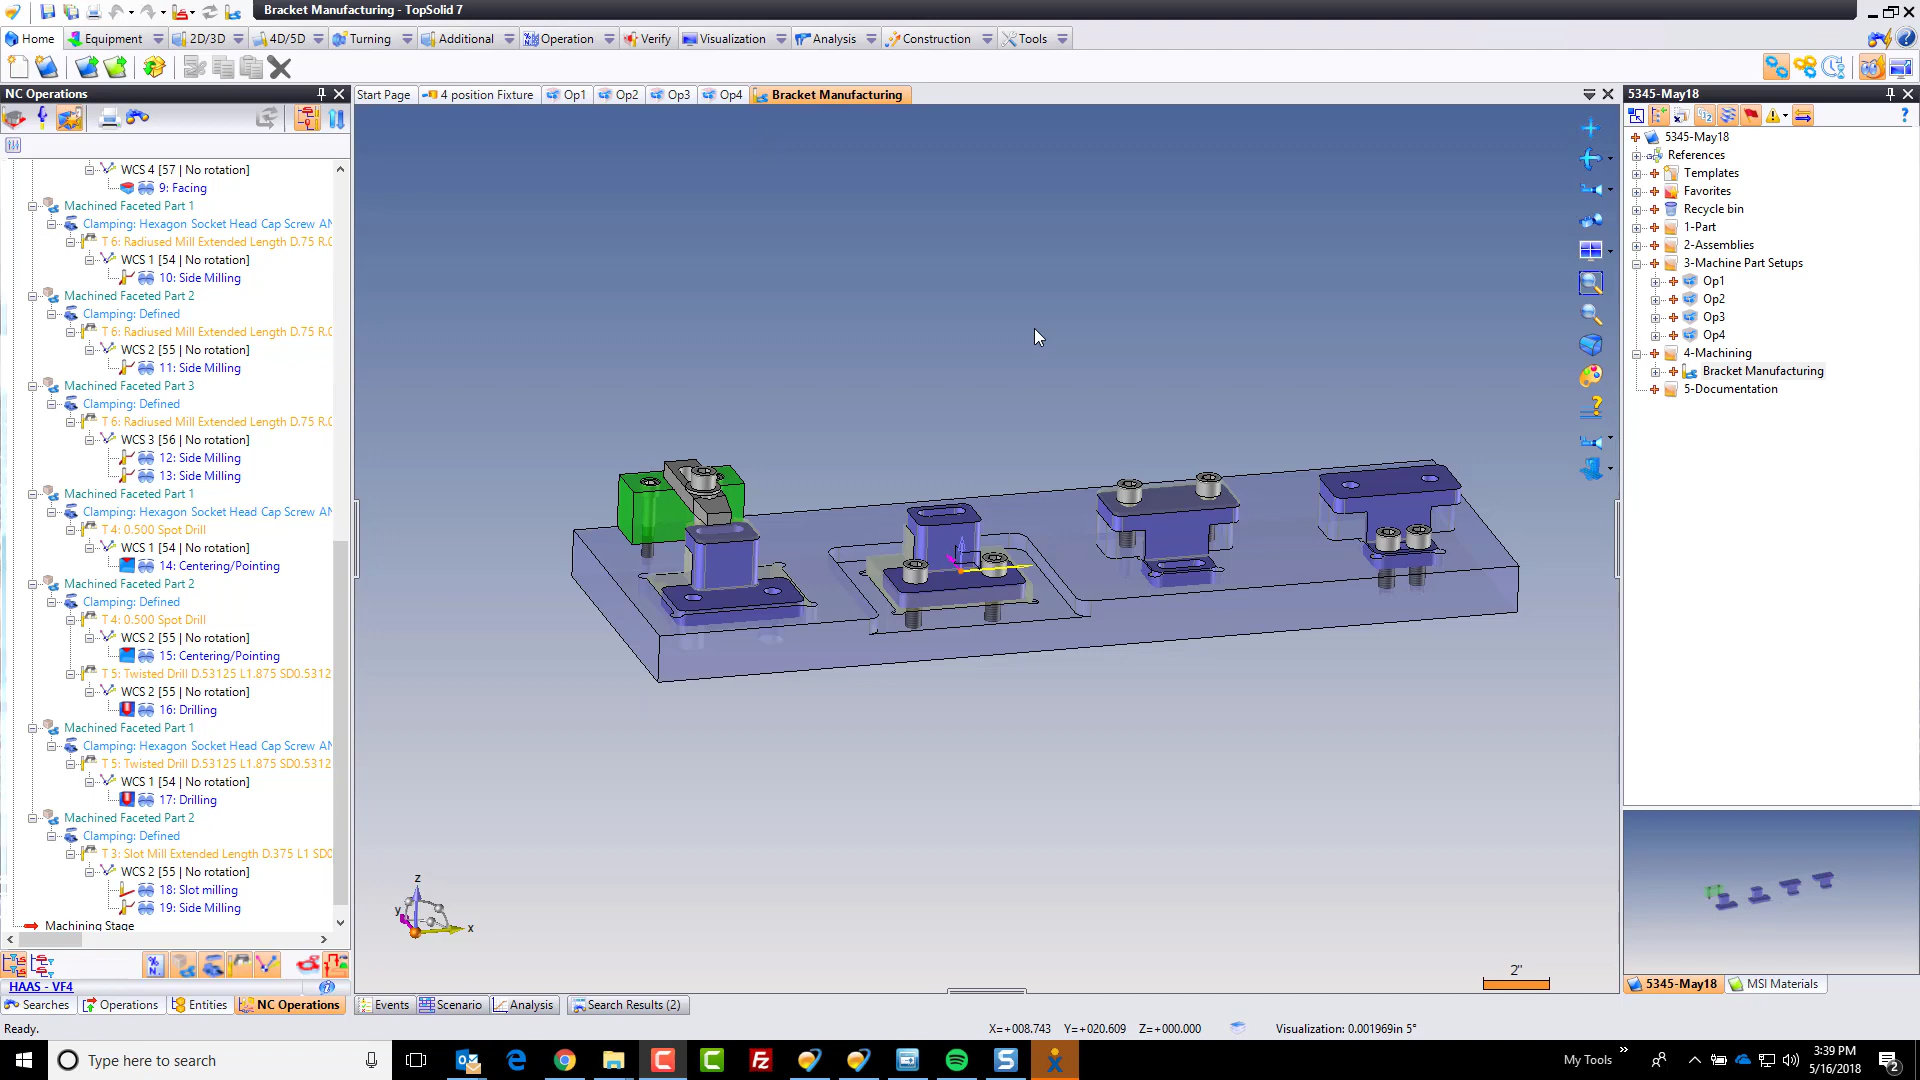 Bracket Manufacturing - TopSolid 7
Home Equipment 2D/3D 4D/5D Turning Additional Operation Verify Visualization Analysis Construction Tools
NC Operations
Start Page 4 position Fixture Op1 Op2 Op3 Op4 Bracket Manufacturing
5345-May18
WCS 4 [57 | No rotation]
9: Facing
Machined Faceted Part 1
Clamping: Hexagon Socket Head Cap Screw AN
T 6: Radiused Mill Extended Length D.75 R.0
WCS 1 [54 | No rotation]
10: Side Milling
Machined Faceted Part 2
Clamping: Defined
T 6: Radiused Mill Extended Length D.75 R.0
WCS 2 [55 | No rotation]
11: Side Milling
Machined Faceted Part 3
Clamping: Defined
T 6: Radiused Mill Extended Length D.75 R.0
WCS 3 [56 | No rotation]
12: Side Milling
13: Side Milling
Machined Faceted Part 1
Clamping: Hexagon Socket Head Cap Screw AN
T 4: 0.500 Spot Drill
WCS 1 [54 | No rotation]
14: Centering/Pointing
Machined Faceted Part 2
Clamping: Defined
T 4: 0.500 Spot Drill
WCS 2 [55 | No rotation]
15: Centering/Pointing
T 5: Twisted Drill D.53125 L1.875 SD0.5312
WCS 2 [55 | No rotation]
16: Drilling
Machined Faceted Part 1
Clamping: Hexagon Socket Head Cap Screw AN
T 5: Twisted Drill D.53125 L1.875 SD0.5312
WCS 1 [54 | No rotation]
17: Drilling
Machined Faceted Part 2
Clamping: Defined
T 3: Slot Mill Extended Length D.375 L1 SD0
WCS 2 [55 | No rotation]
18: Slot milling
19: Side Milling
Machining Stage
HAAS - VF4
Searches Operations Entities NC Operations
z
y
x
2"
Events Scenario Analysis Search Results (2)
5345-May18
References
Templates
Favorites
Recycle bin
1-Part
2-Assemblies
3-Machine Part Setups
Op1
Op2
Op3
Op4
4-Machining
Bracket Manufacturing
5-Documentation
5345-May18 MSI Materials
Ready.
X=+008.743 Y=+020.609 Z=+000.000
Visualization: 0.001969in 5°
Type here to search
My Tools
3:39 PM
5/16/2018
2